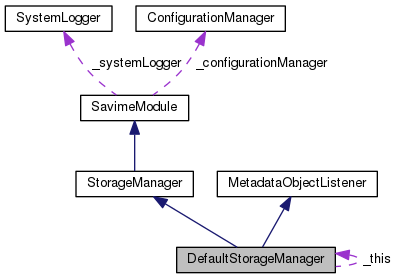 SystemLogger
ConfigurationManager
_systemLogger
_configurationManager
SavimeModule
StorageManager
MetadataObjectListener
DefaultStorageManager
_this